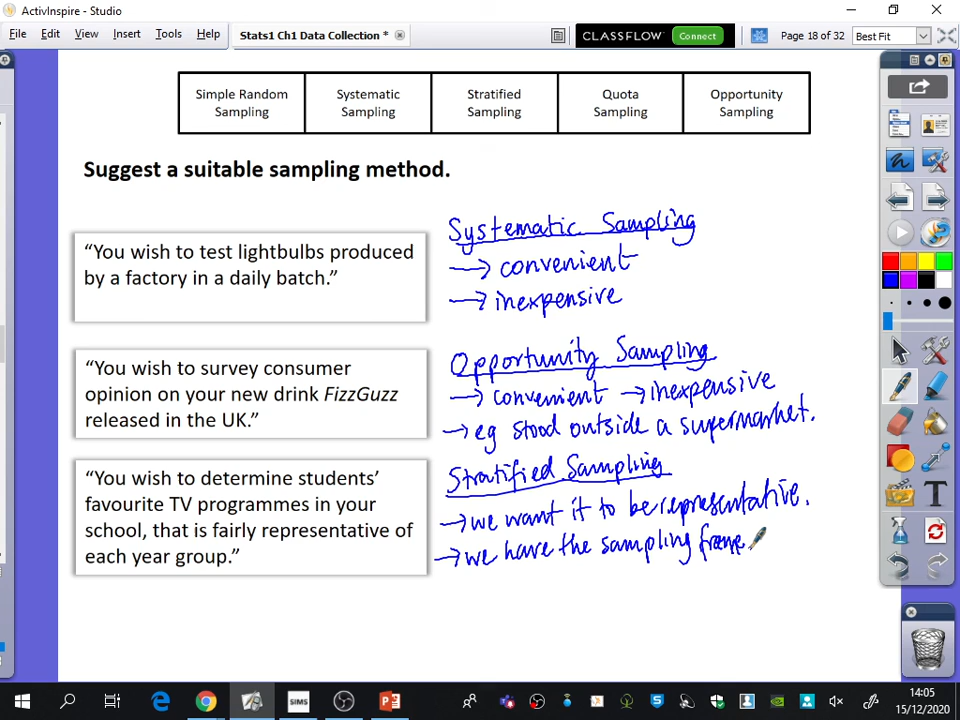 ActivInspire - Studio
File Edit View Insert Tools Help
Stats1 Ch1 Data Collection *
CLASSFLOW Connect
Page 18 of 32
Best Fit
Simple Random Sampling
Systematic Sampling
Stratified Sampling
Quota Sampling
Opportunity Sampling
Suggest a suitable sampling method.
"You wish to test lightbulbs produced
by a factory in a daily batch."
Systematic Sampling
→ convenient
→ inexpensive
"You wish to survey consumer
opinion on your new drink FizzGuzz
released in the UK."
Opportunity Sampling
→ convenient → inexpensive
→ eg stood outside a supermarket.
"You wish to determine students'
favourite TV programmes in your
school, that is fairly representative of
each year group."
Stratified Sampling
→ we want it to be representative.
→ we have the sampling frame
SIMS
14:05
15/12/2020